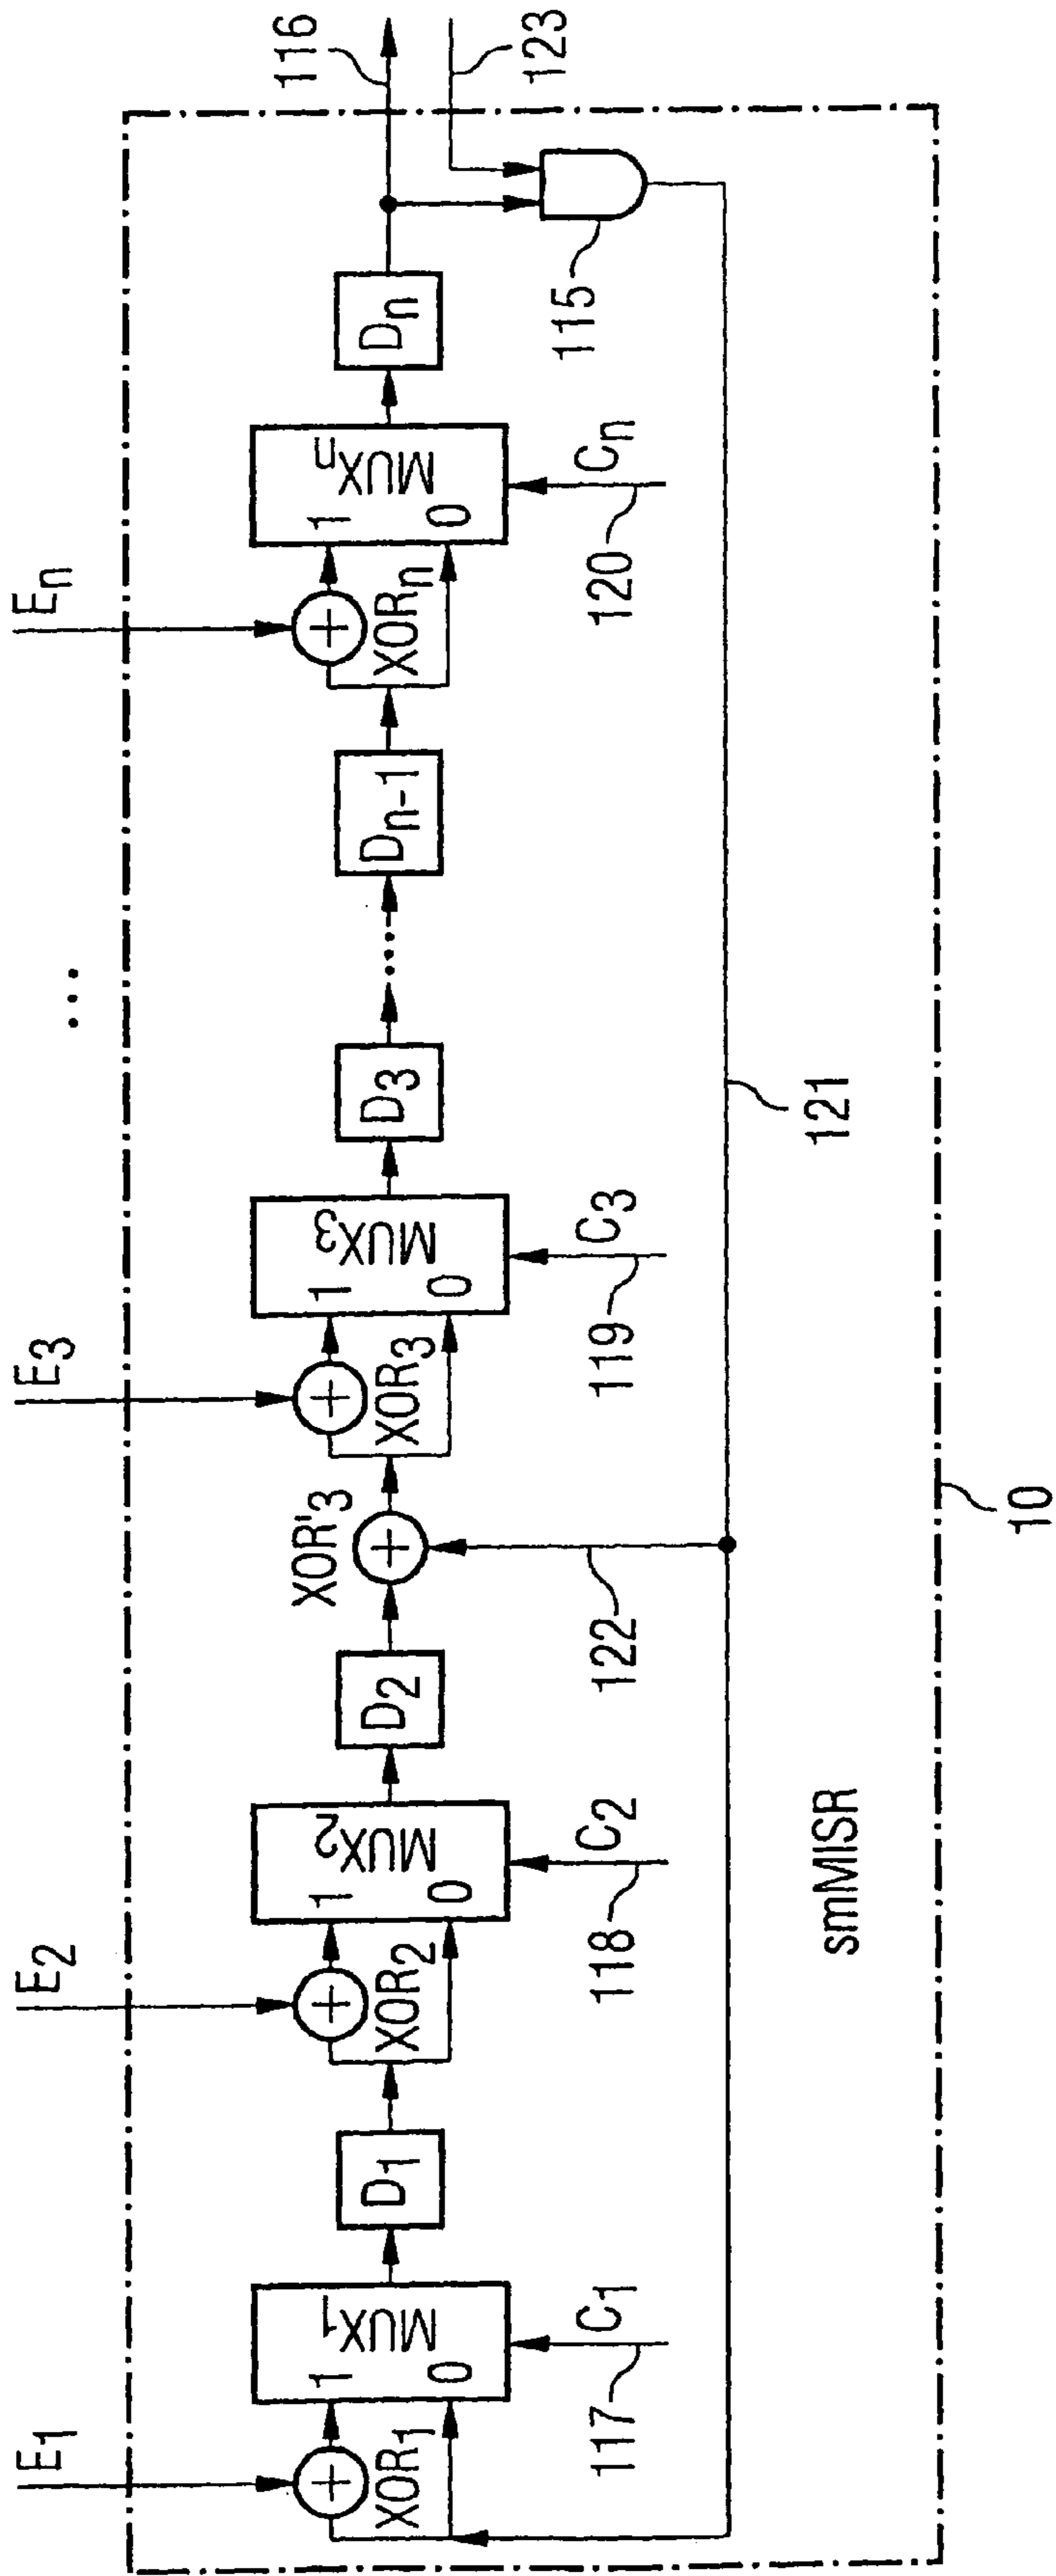 E1
E2
E3
...
En
XOR1
1
0
MUX1
D1
XOR2
1
0
MUX2
D2
XOR'3
XOR3
1
0
MUX3
D3
...
Dn-1
XORn
1
0
MUXn
Dn
116
123
117
C1
118
C2
122
119
C3
120
Cn
115
121
smMISR
10